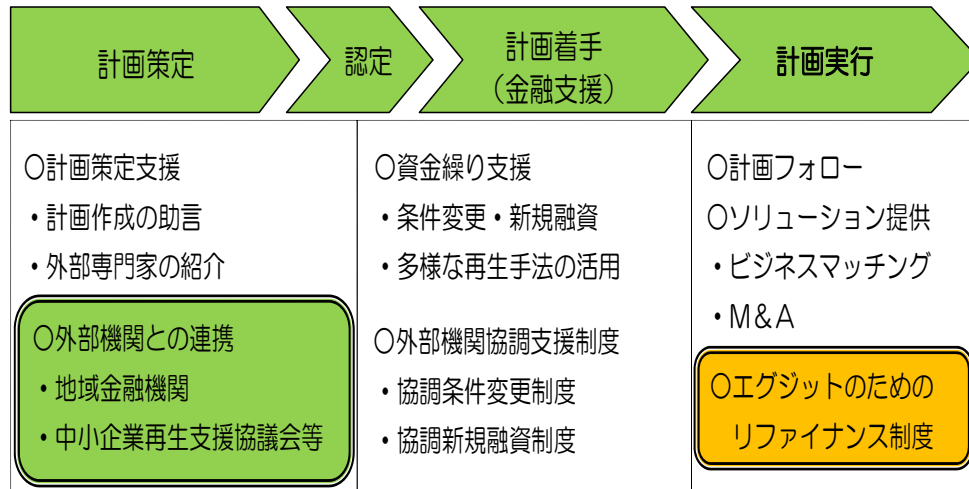 計画策定
認定
計画着手
（金融支援）
計画実行
〇計画策定支援
・計画作成の助言
・外部専門家の紹介
〇外部機関との連携
・地域金融機関
・中小企業再生支援協議会等
〇資金繰り支援
・条件変更・新規融資
・多様な再生手法の活用
〇外部機関協調支援制度
・協調条件変更制度
・協調新規融資制度
〇計画フォロー
〇ソリューション提供
・ビジネスマッチング
・M＆A
〇エグジットのための
リファイナンス制度